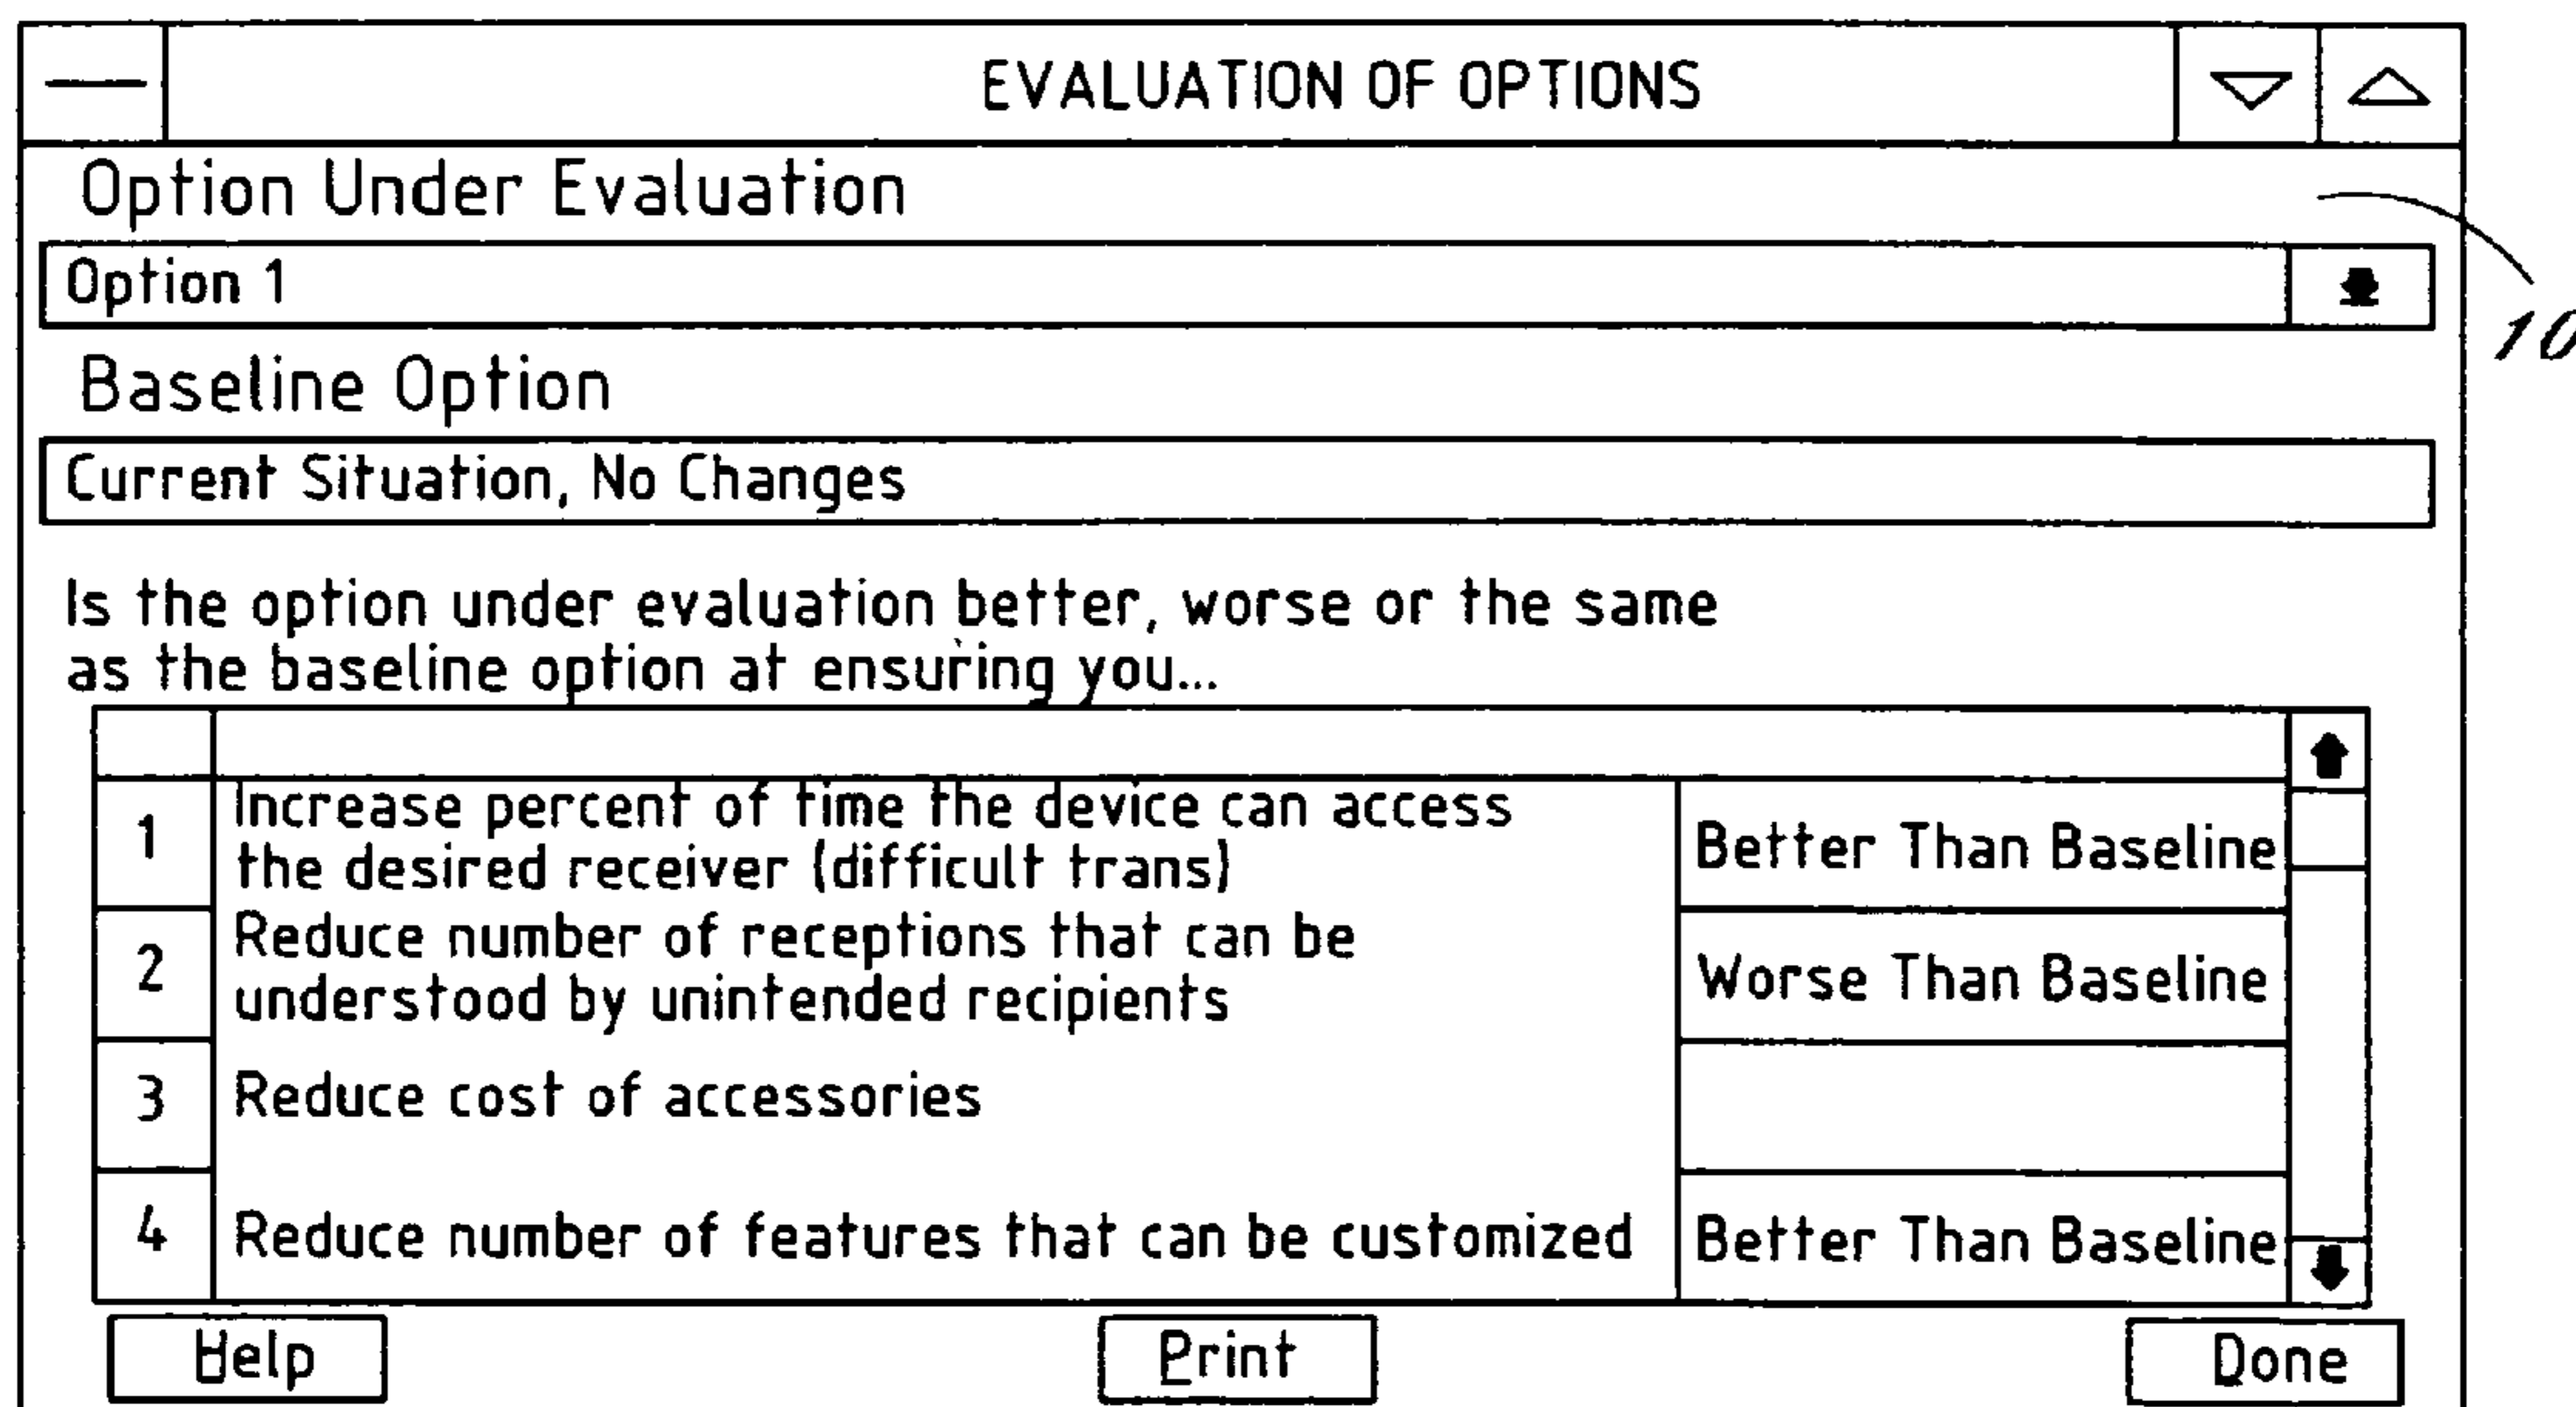 EVALUATION OF OPTIONS
Option Under Evaluation
Option 1
10
Baseline Option
Current Situation, No Changes
Is the option under evaluation better, worse or the same
as the baseline option at ensuring you...
1
Increase percent of time the device can access
the desired receiver (difficult trans)
Better Than Baseline
2
Reduce number of receptions that can be
understood by unintended recipients
Worse Than Baseline
3
Reduce cost of accessories
4
Reduce number of features that can be customized
Better Than Baseline
Help
Print
Done